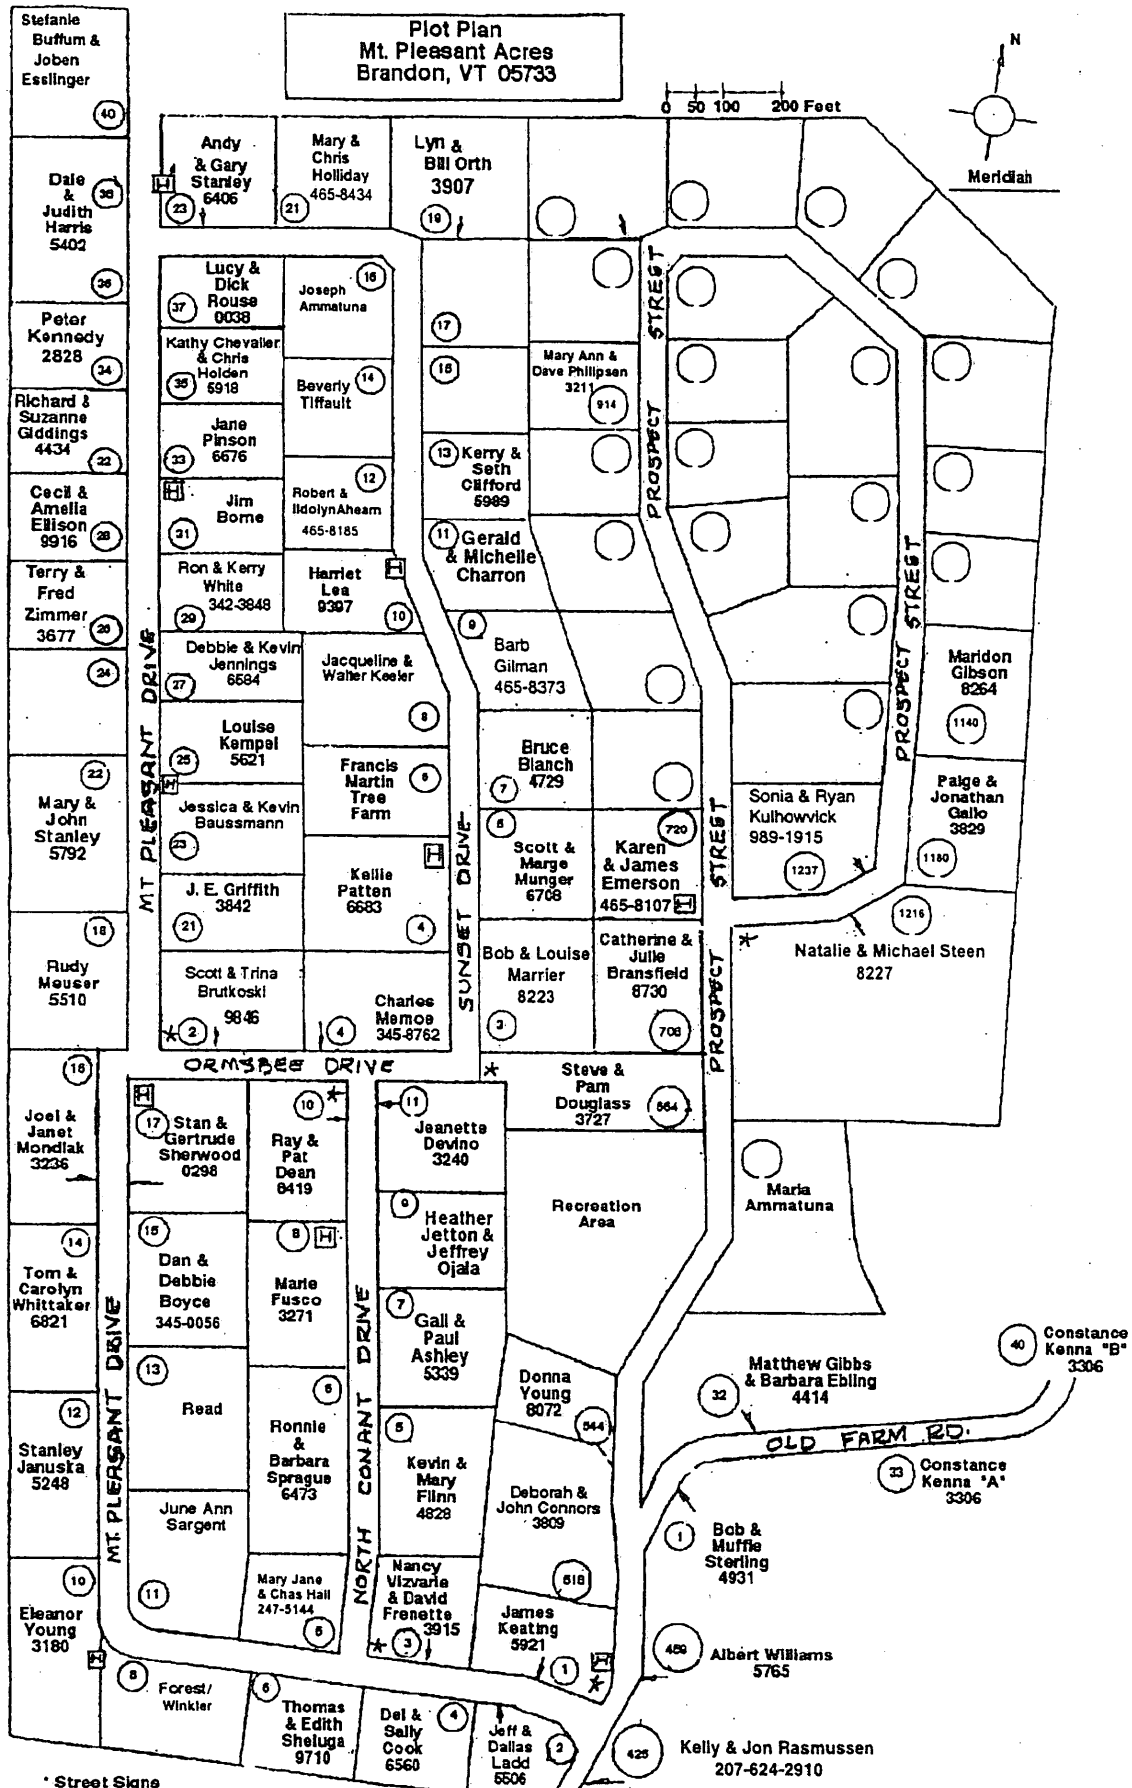 Plot Plan
Mt. Pleasant Acres
Brandon, VT 05733
N
Meridiah
0 50 100 200 Feet
Stefanie
Buffum &
Joben
Esslinger
40
Dale
&
Judith
Harris
5402
38
36
Peter
Kennedy
2828
34
Richard &
Suzanne
Giddings
4434
Cecil &
Amelia
Ellison
9916
28
Terry &
Fred
Zimmer
3677
26
24
22
Mary &
John
Stanley
5792
18
Rudy
Meuser
5510
16
Joel &
Janet
Mondlak
3236
14
Tom &
Carolyn
Whittaker
6821
12
Stanley
Januska
5248
10
Eleanor
Young
3180
H
MT PLEASANT DRIVE
MT. PLEASANT DRIVE
Andy
& Gary
Stanley
6406
23
H
Mary &
Chris
Holliday
465-8434
21
Lyn &
Bill Orth
3907
19
Lucy &
Dick
Rouse
0038
37
Kathy Chevalier
& Chris
Holden
5918
35
Jane
Pinson
6676
33
H
Jim
Borne
31
Ron & Kerry
White
342-3848
29
Debbie & Kevin
Jennings
6584
27
Louise
Kempel
5621
25
H
Jessica & Kevin
Baussmann
23
J. E. Griffith
3842
21
Scott & Trina
Brutkoski
9846
* 2
16
Joseph
Ammatuna
Beverly
Tiffault
14
12
Robert &
IldolynAhearn
465-8185
Harriet
Lea
9397
H
10
Jacqueline &
Walter Keeler
8
Francis
Martin
Tree
Farm
6
H
Kellie
Patten
6683
4
Charles
Memoe
345-8762
4
SUNSET DRIVE
ORMSBEE DRIVE
17
15
13
Kerry &
Seth
Clifford
5989
11
Gerald
& Michelle
Charron
9
Barb
Gilman
465-8373
Bruce
Blanch
4729
7
5
Scott &
Marge
Munger
6708
Bob & Louise
Marrier
8223
3
Mary Ann &
Dave Philipsen
3211
914
720
Karen
& James
Emerson
465-8107 H
Catherine &
Julie
Bransfield
8730
708
*
Steve &
Pam
Douglass
3727
664
PROSPECT STREET
PROSPECT STREET
PROSPECT STREET
PROSPECT STREET
Maridon
Gibson
8264
1140
Paige &
Jonathan
Gallo
3829
1180
Sonia & Ryan
Kulhowvick
989-1915
1237
1216
*
Natalie & Michael Steen
8227
Maria
Ammatuna
Recreation
Area
H
17
Stan &
Gertrude
Sherwood
0298
15
Dan &
Debbie
Boyce
345-0056
13
Read
June Ann
Sargent
11
10 *
Ray &
Pat
Dean
8419
8 H
Marie
Fusco
3271
6
Ronnie
&
Barbara
Sprague
6473
Mary Jane
& Chas Hall
247-5144
5
NORTH CONANT DRIVE
11
Jeanette
Devino
3240
9
Heather
Jetton &
Jeffrey
Ojala
7
Gail &
Paul
Ashley
5339
5
Kevin &
Mary
Flinn
4828
Nancy
Vizvarie
& David
Frenette
3915
* 3
Donna
Young
8072
544
Deborah &
John Connors
3809
518
James
Keating
5921
1 H
*
Matthew Gibbs
& Barbara Ebling
4414
32
40
Constance
Kenna "B"
3306
OLD FARM RD.
33
Constance
Kenna "A"
3306
1
Bob &
Muffie
Sterling
4931
459
Albert Williams
5765
425
Kelly & Jon Rasmussen
207-624-2910
8
Forest/
Winkler
6
Thomas
& Edith
Sheluga
9710
Del &
Sally
Cook
6560
4
Jeff &
Dallas
Ladd
5506
2
* Street Signs